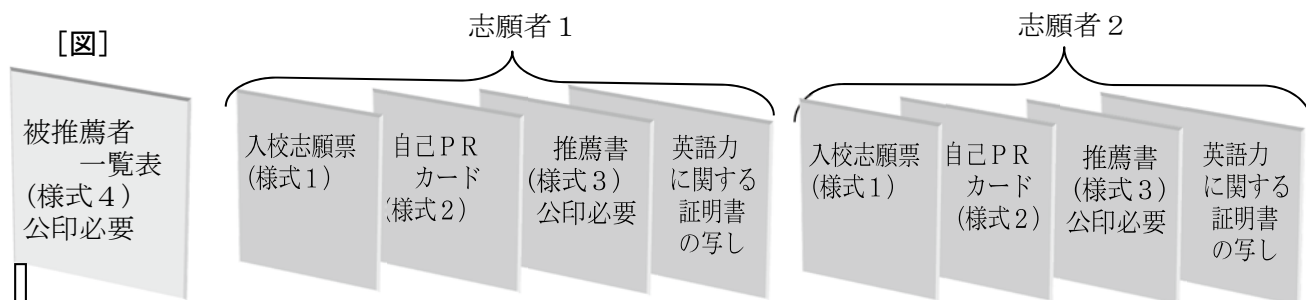 [図]
志願者1
志願者2
被推薦者
一覧表
(様式4)
公印必要
入校志願票
(様式1)
自己PR
カード
(様式2)
推薦書
(様式3)
公印必要
英語力
に関する
証明書
の写し
入校志願票
(様式1)
自己PR
カード
(様式2)
推薦書
(様式3)
公印必要
英語力
に関する
証明書
の写し